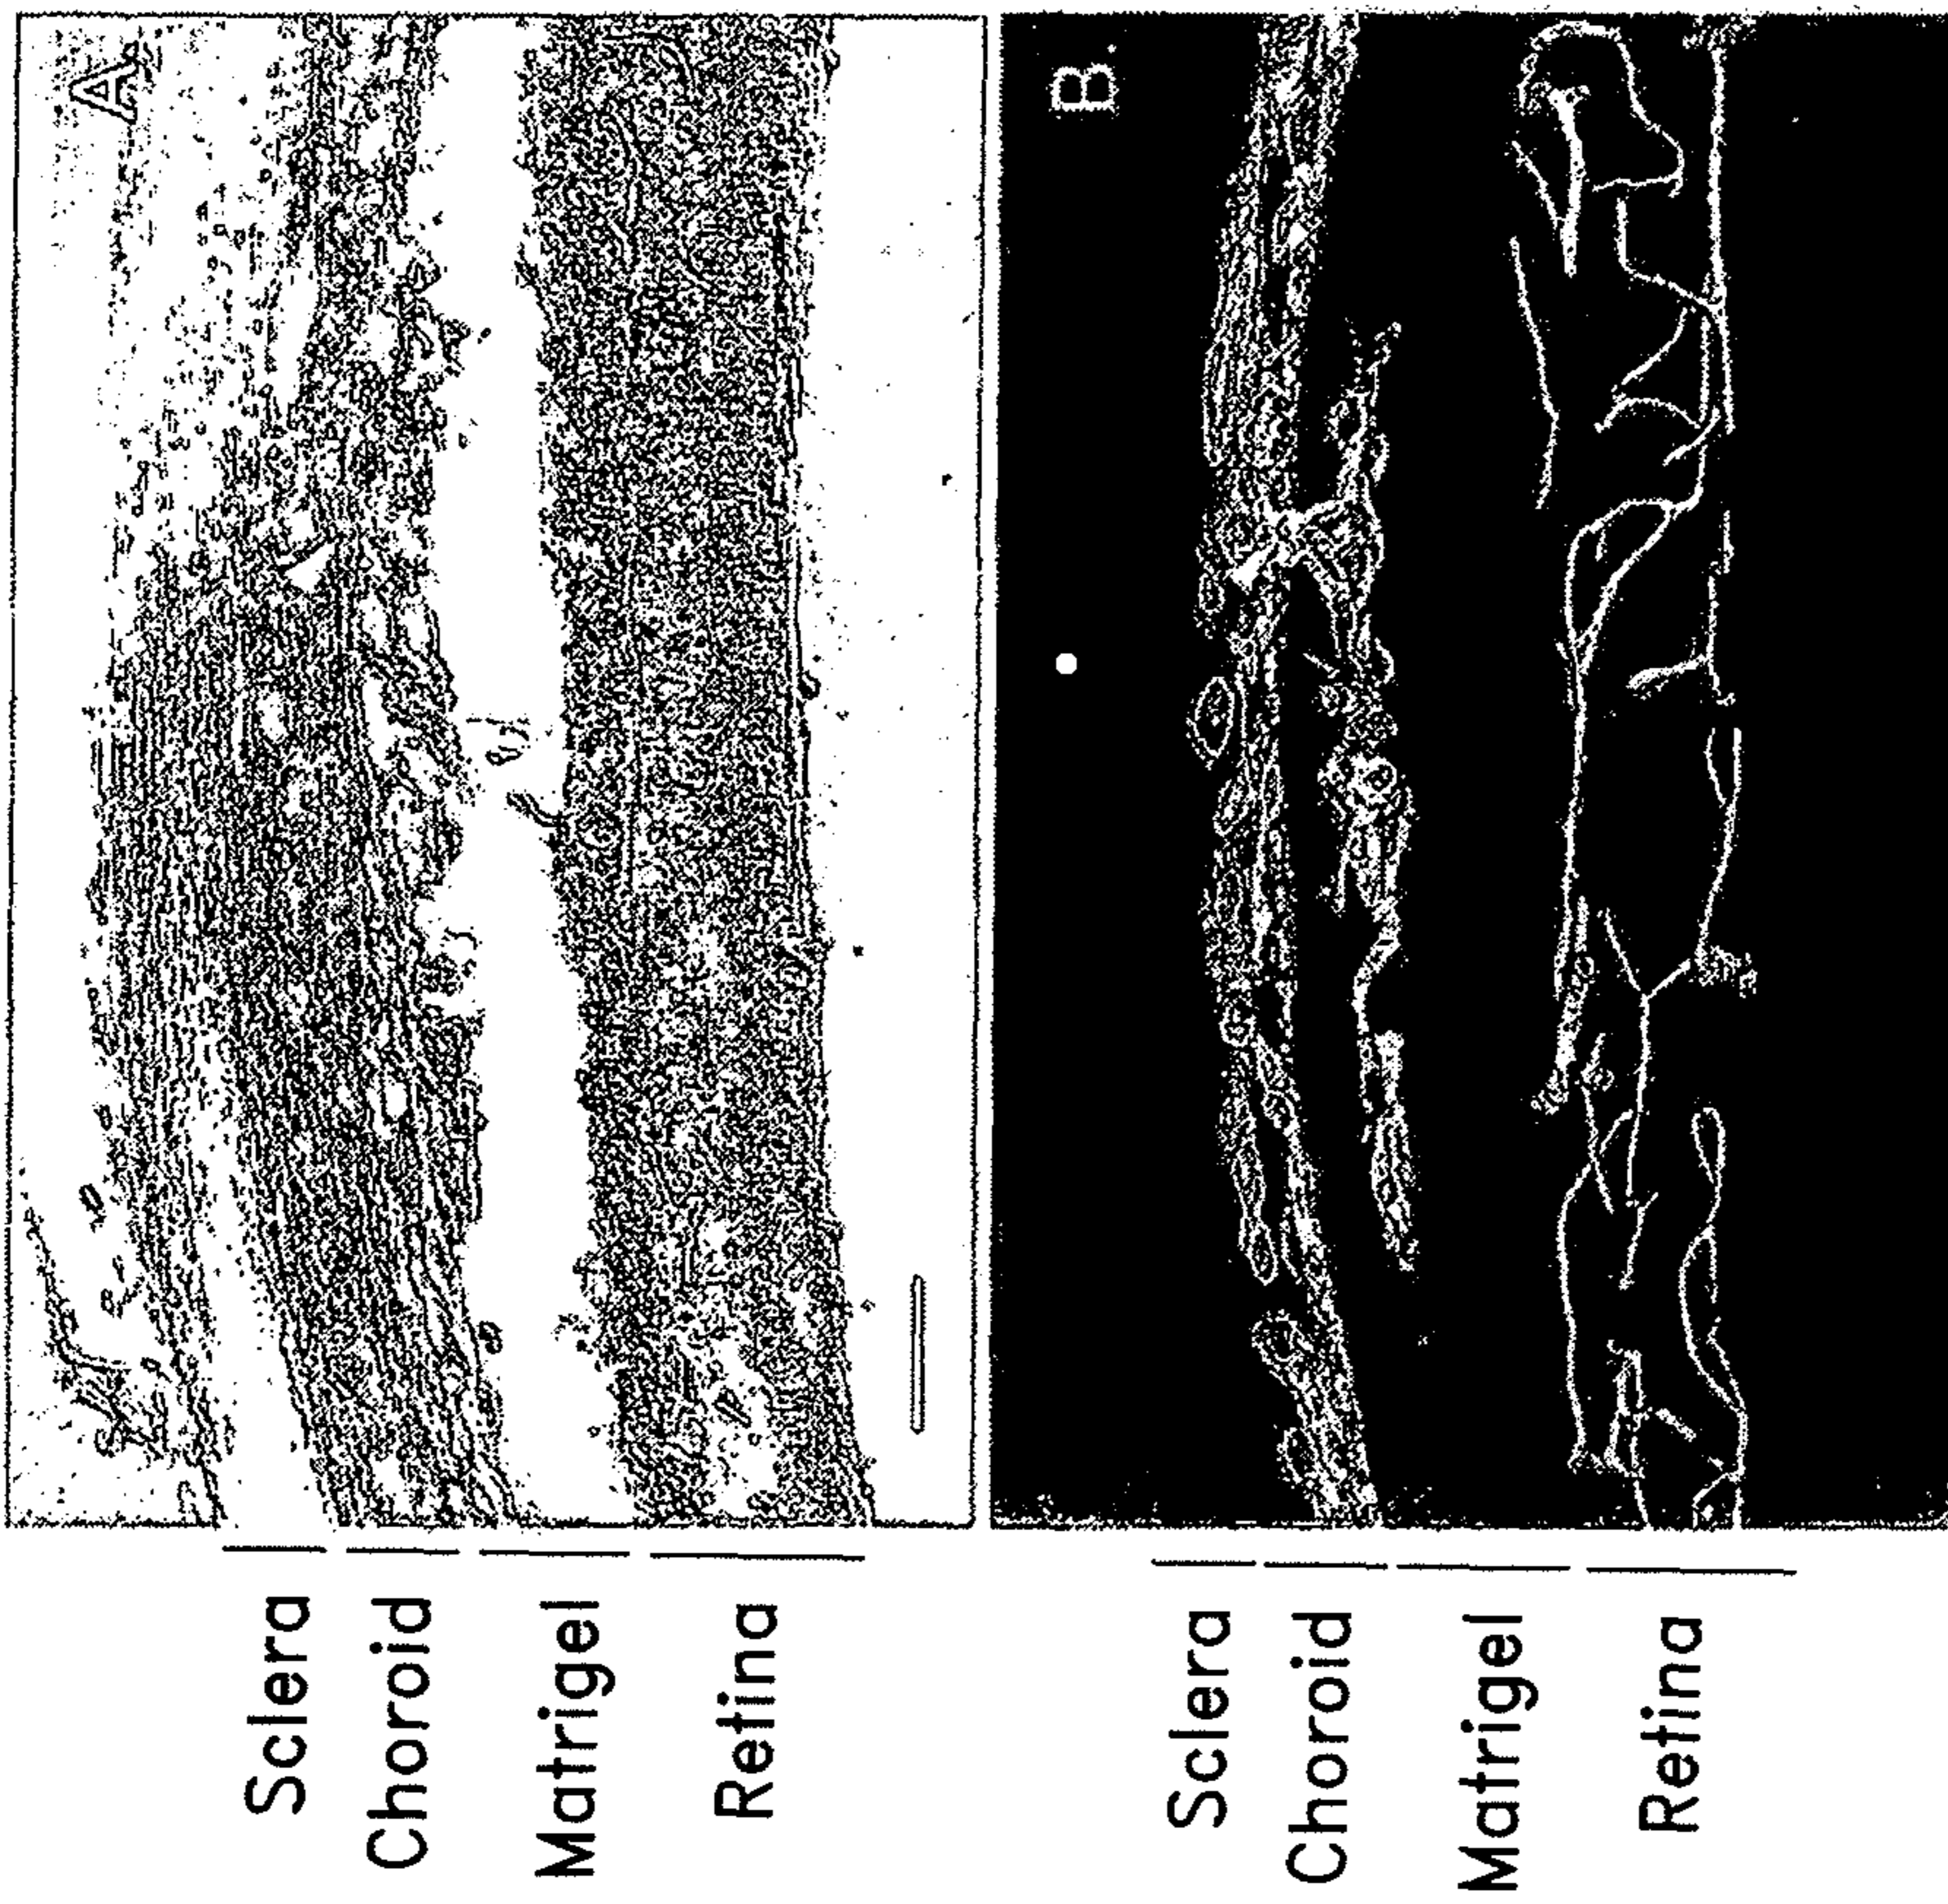 A
Sclera
Choroid
Matrigel
Retina
B
Sclera
Choroid
Matrigel
Retina